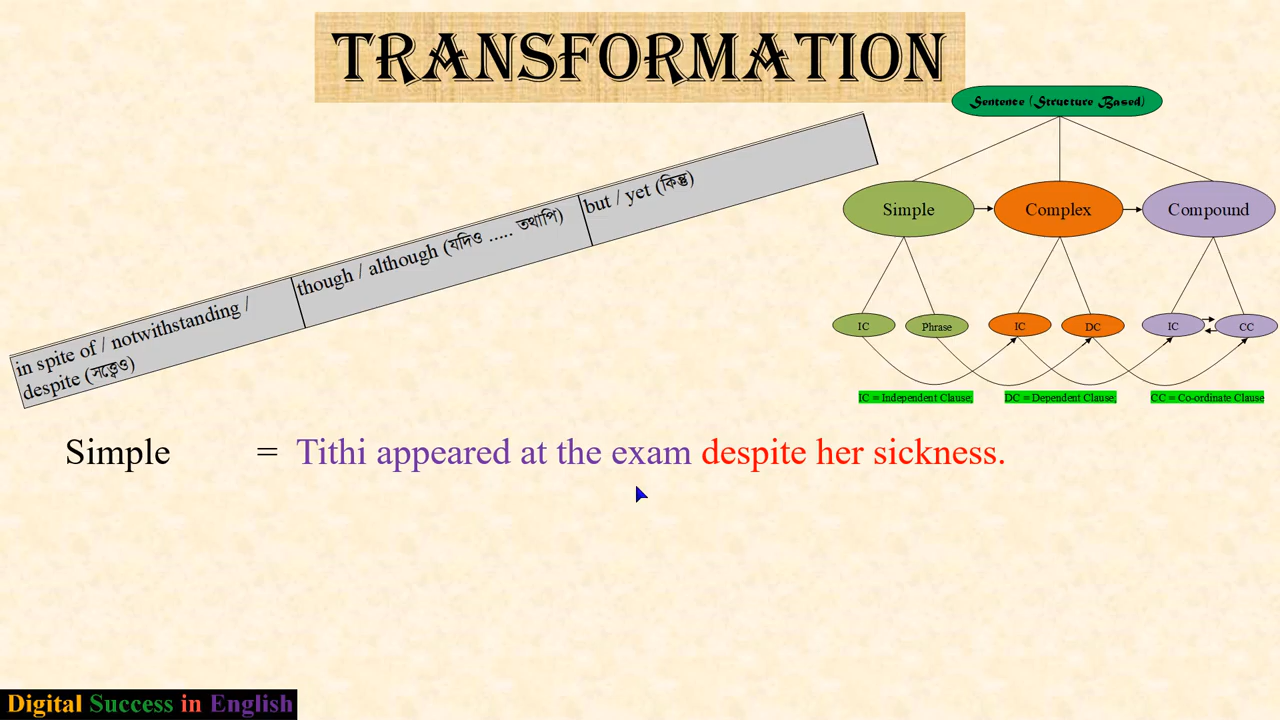 TRANSFORMATION
Sentence (Structure Based)
in spite of / notwithstanding /
despite (সত্ত্বেও)
though / although (যদিও ..... তথাপি)
but / yet (কিন্তু)
Simple
Complex
Compound
IC
Phrase
IC
DC
IC
CC
IC = Independent Clause,
DC = Dependent Clause,
CC = Co-ordinate Clause
Simple = Tithi appeared at the exam despite her sickness.
Digital Success in English